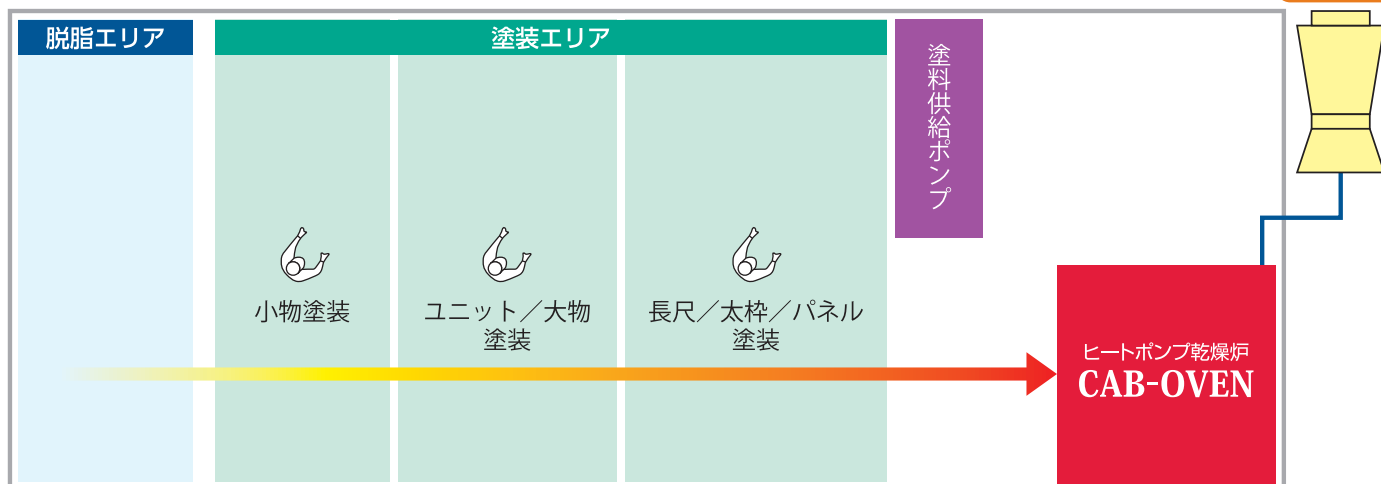 脱脂エリア
塗装エリア
塗料供給ポンプ
小物塗装
ユニット／大物
塗装
長尺／太枠／パネル
塗装
ヒートポンプ乾燥炉
CAB-OVEN